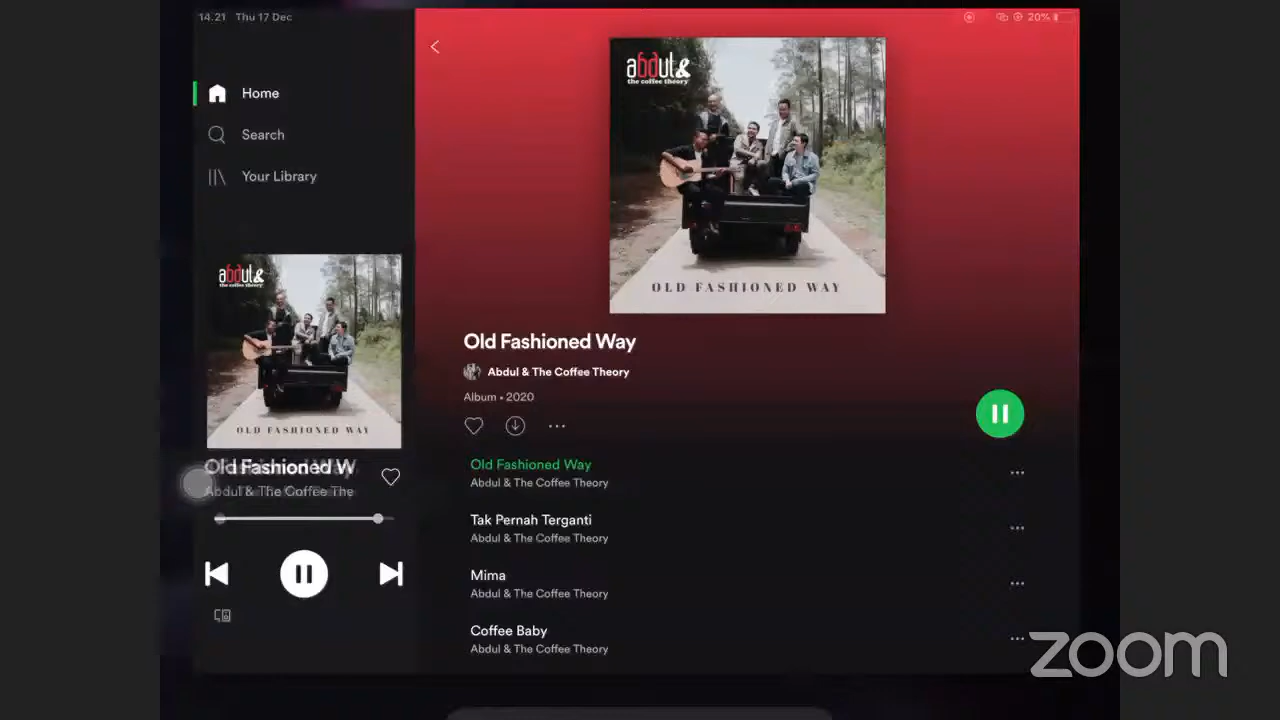 14.21 Thu 17 Dec
20%
Home
Search
Your Library
abdul&
the coffee theory
OLD FASHIONED WAY
Old Fashioned W
Abdul & The Coffee The
abdul&
the coffee theory
OLD FASHIONED WAY
Old Fashioned Way
Abdul & The Coffee Theory
Album • 2020
Old Fashioned Way
Abdul & The Coffee Theory
Tak Pernah Terganti
Abdul & The Coffee Theory
Mima
Abdul & The Coffee Theory
Coffee Baby
Abdul & The Coffee Theory
zoom